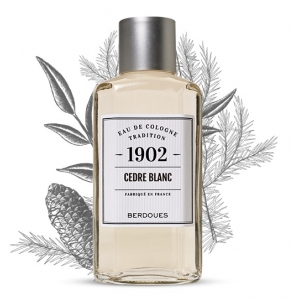 EAU DE COLOGNE
TRADITION
1902
CEDRE BLANC
FABRIQUÉ EN FRANCE
BERDOUES